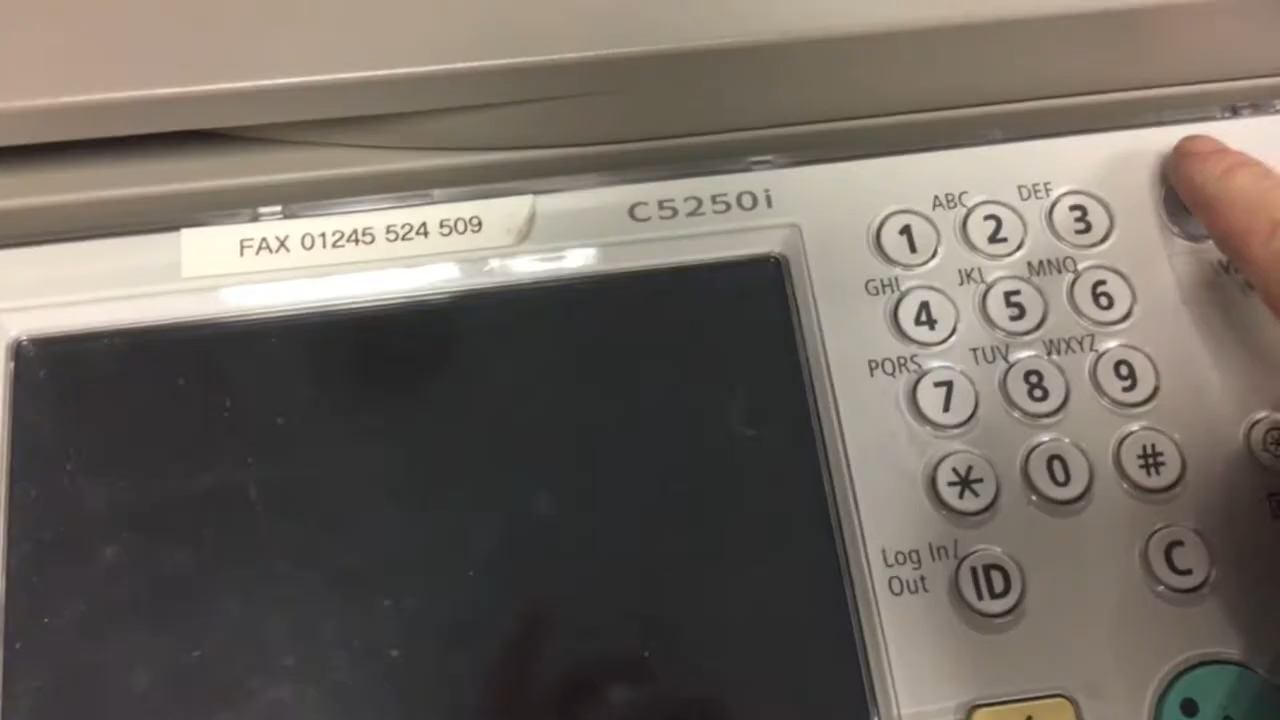 FAX 01245 524 509
C5250i
ABC DEF
1 2 3
GHI JKL MNO
4 5 6
PQRS TUV WXYZ
7 8 9
* 0 #
Log In/
Out
ID C